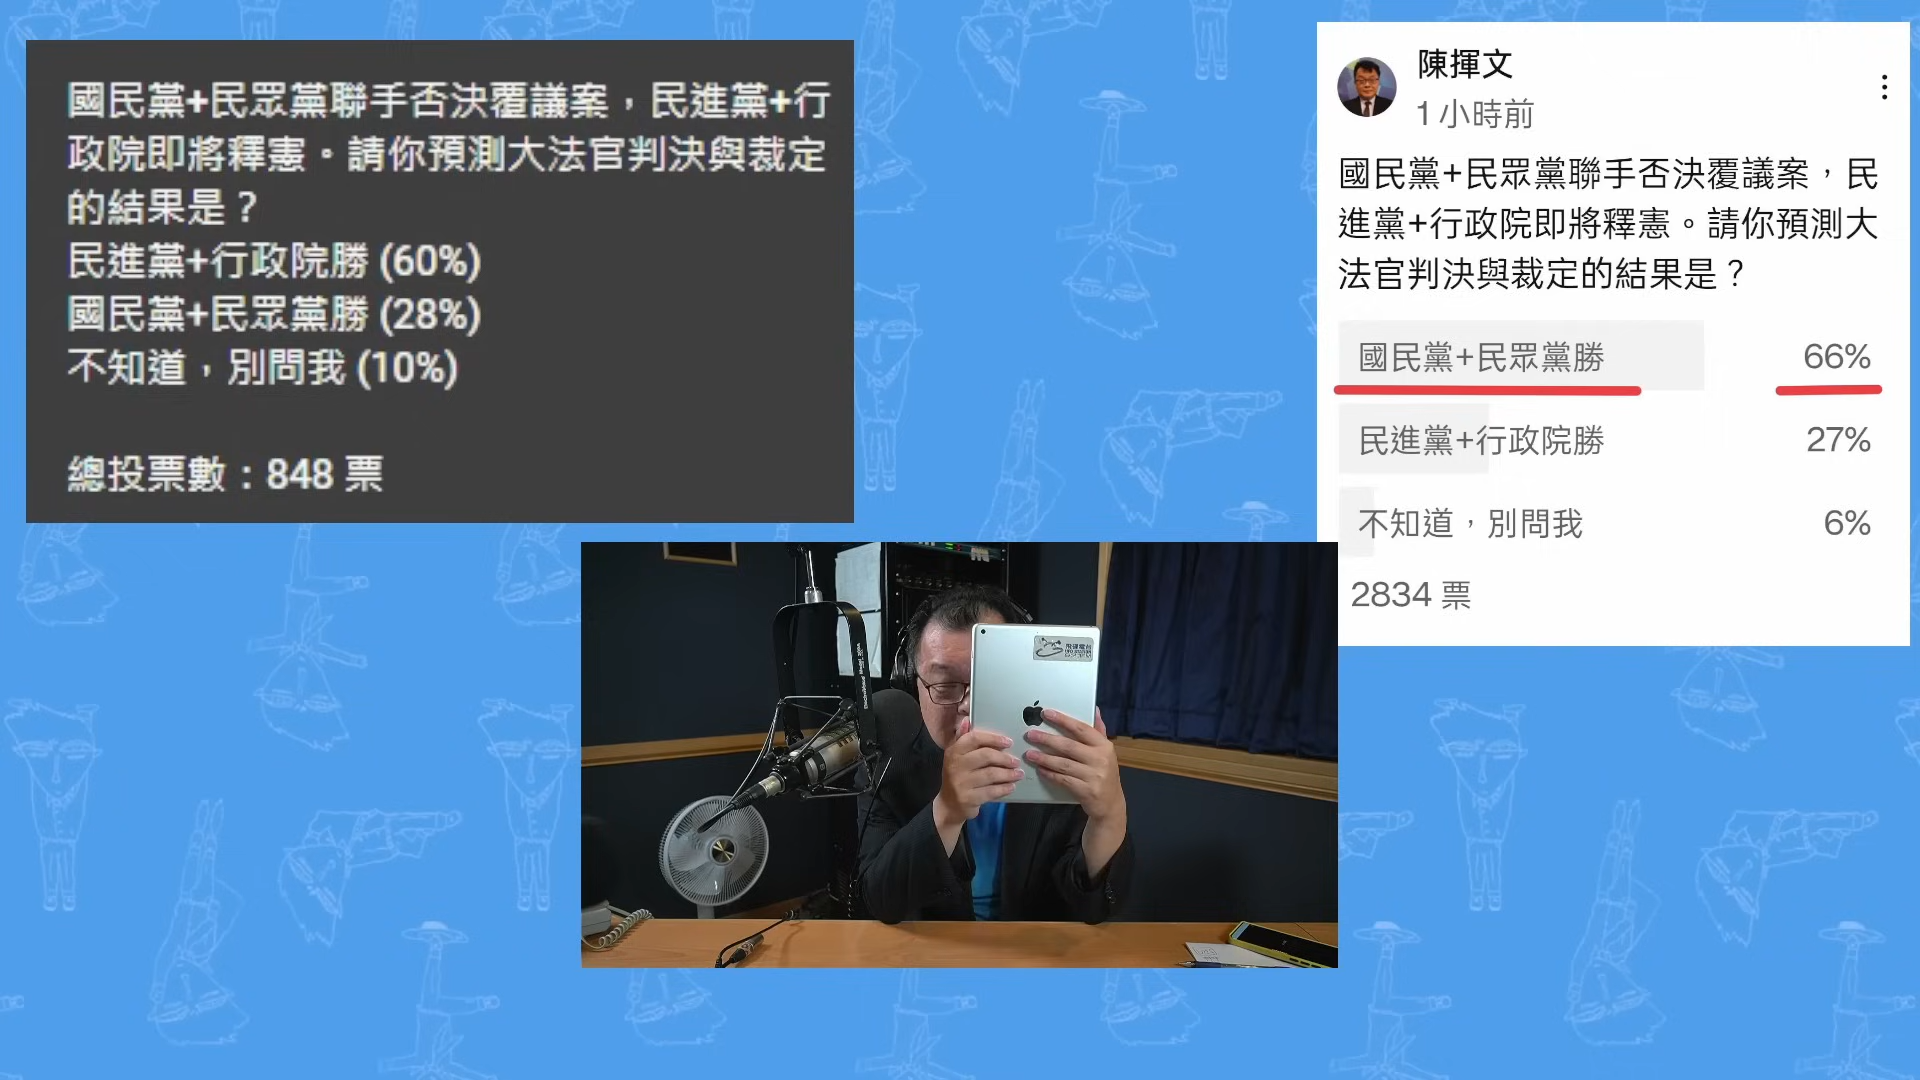 國民黨+民眾黨聯手否決覆議案，民進黨+行
政院即將釋憲。請你預測大法官判決與裁定
的結果是？
民進黨+行政院勝 (60%)
國民黨+民眾黨勝 (28%)
不知道，別問我 (10%)
總投票數：848 票
陳揮文
1 小時前
國民黨+民眾黨聯手否決覆議案，民
進黨+行政院即將釋憲。請你預測大
法官判決與裁定的結果是？
國民黨+民眾黨勝 66%
民進黨+行政院勝 27%
不知道，別問我 6%
2834 票
飛碟電台